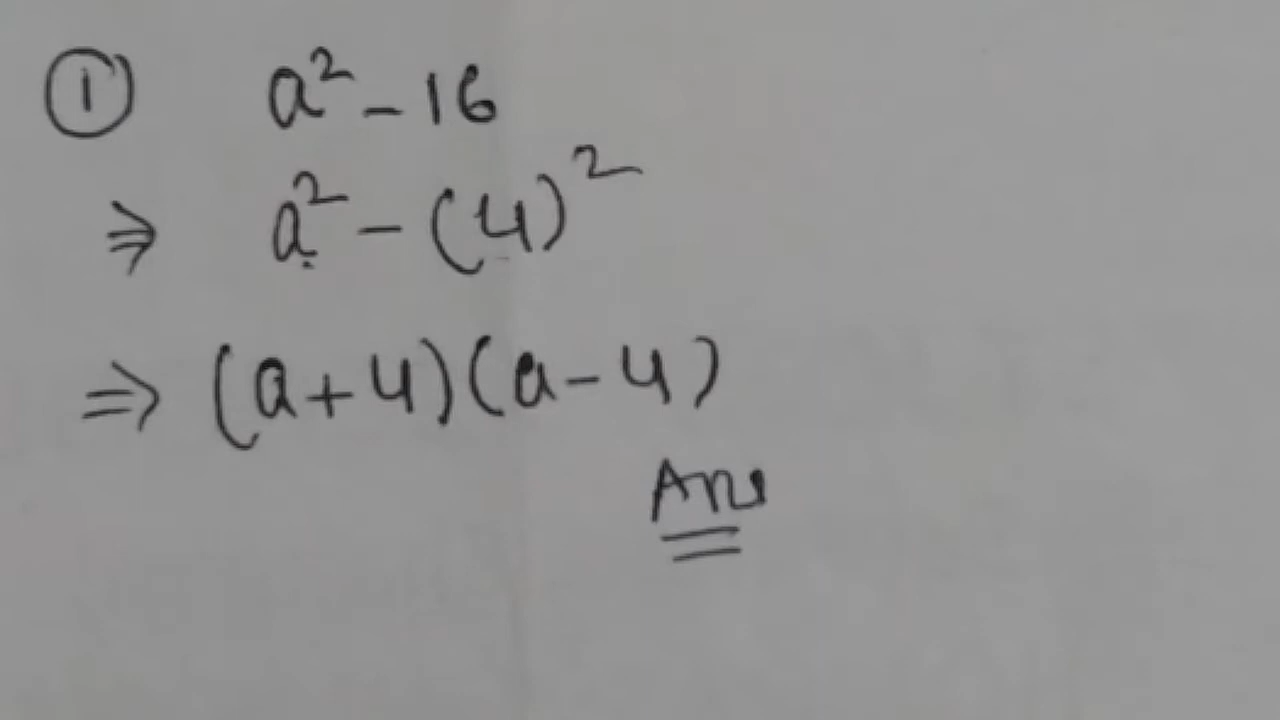 ① a² - 16
⇒ a² - (4)²
⇒ (a+4)(a-4)
Ans